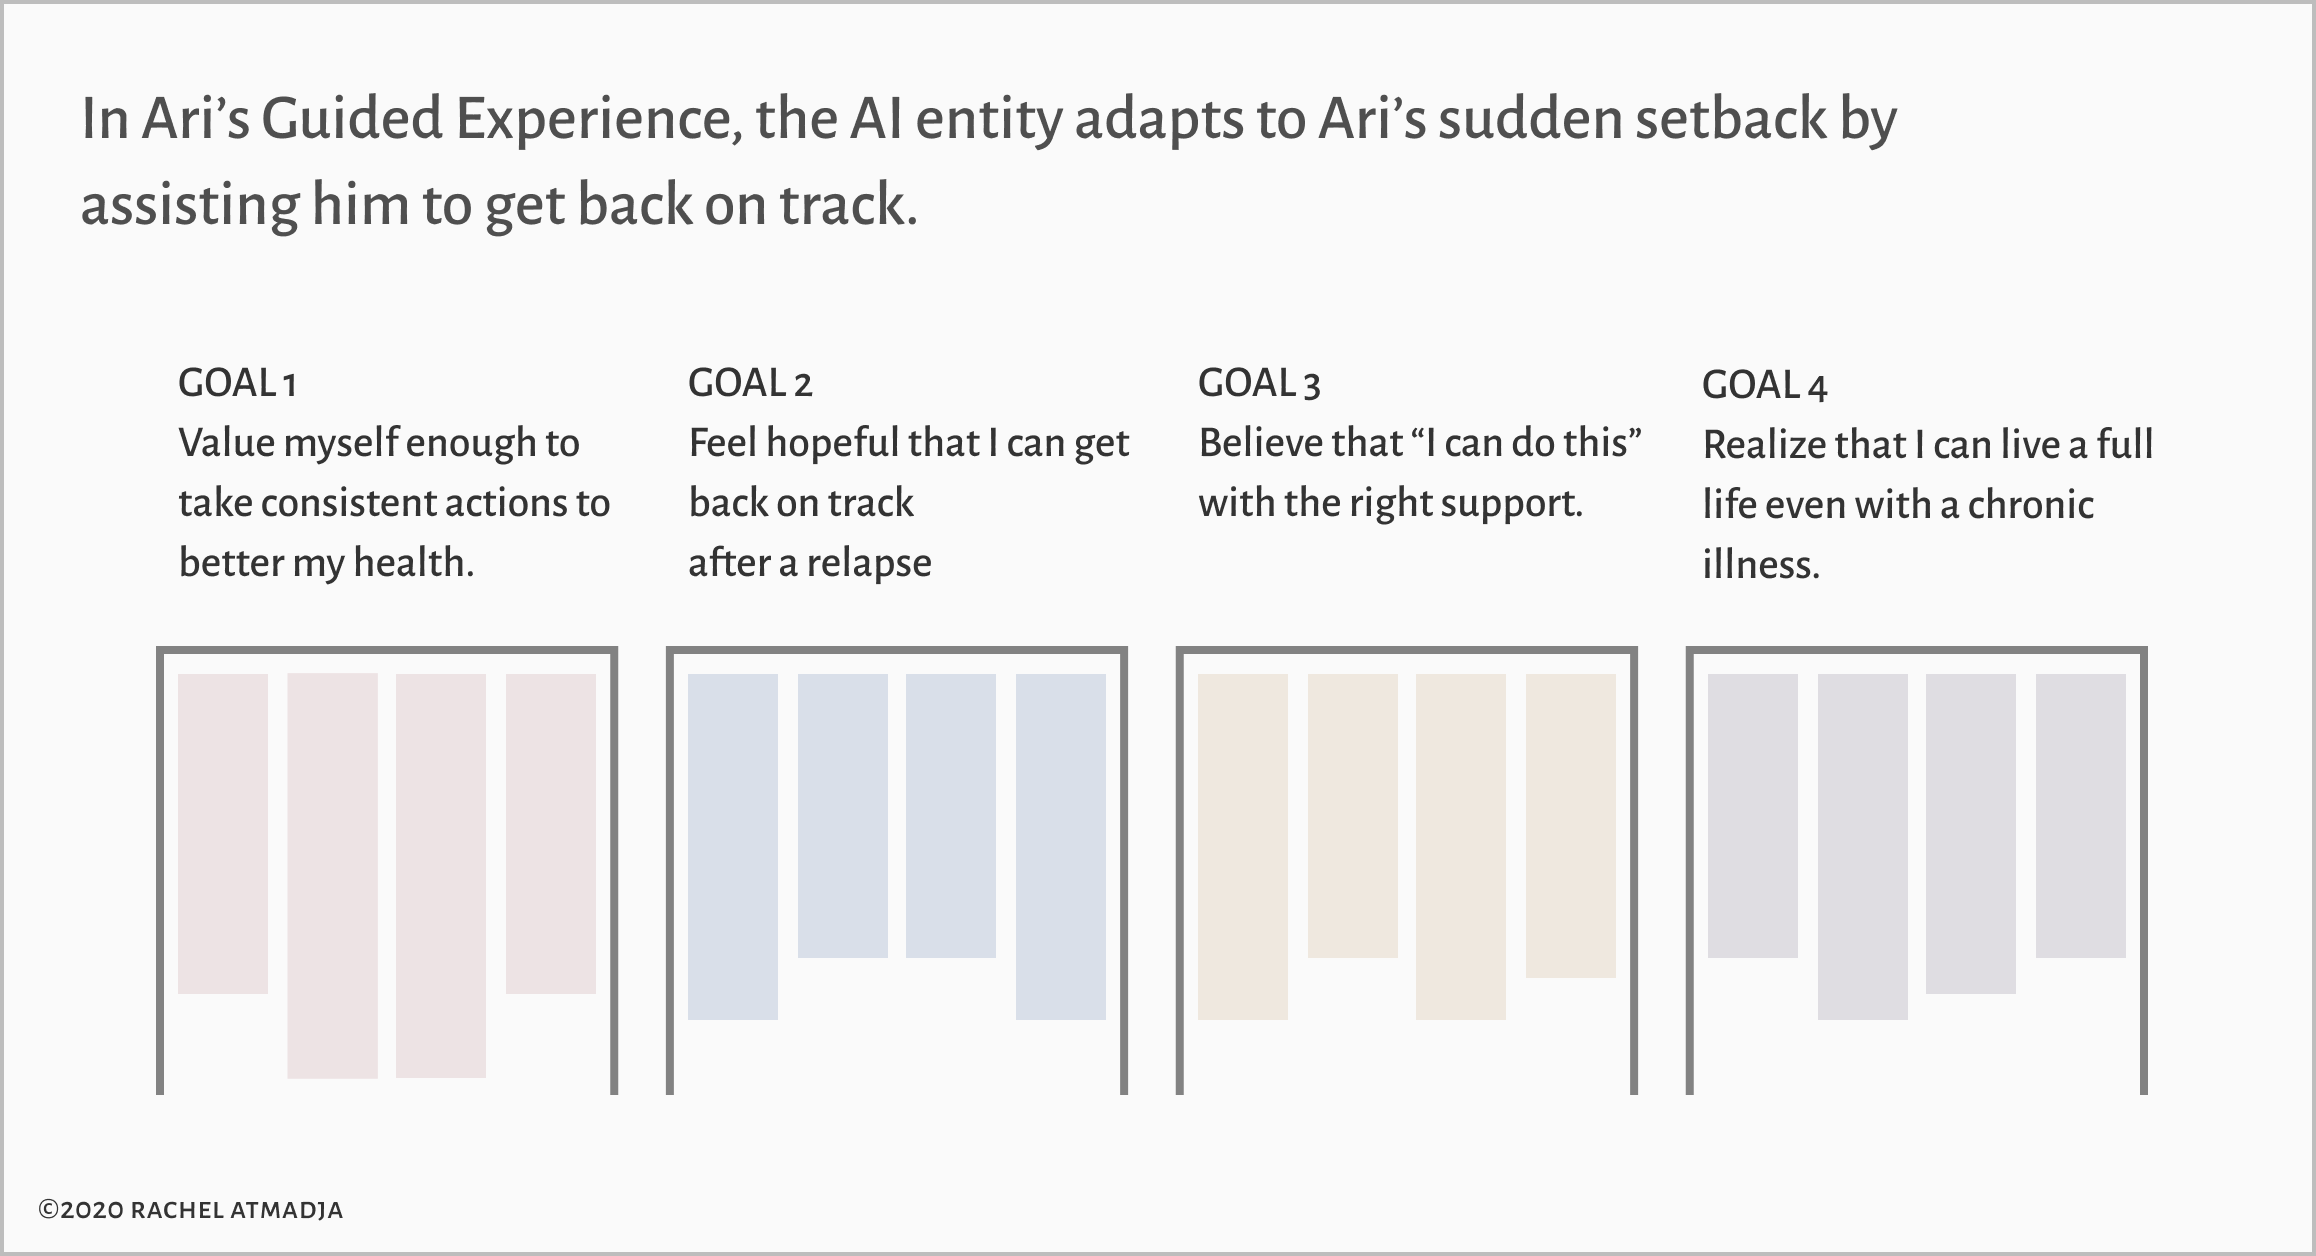 In Ari’s Guided Experience, the AI entity adapts to Ari’s sudden setback by
assisting him to get back on track.
GOAL 1
Value myself enough to
take consistent actions to
better my health.
GOAL 2
Feel hopeful that I can get
back on track
after a relapse
GOAL 3
Believe that “I can do this”
with the right support.
GOAL 4
Realize that I can live a full
life even with a chronic
illness.
©2020 RACHEL ATMADJA